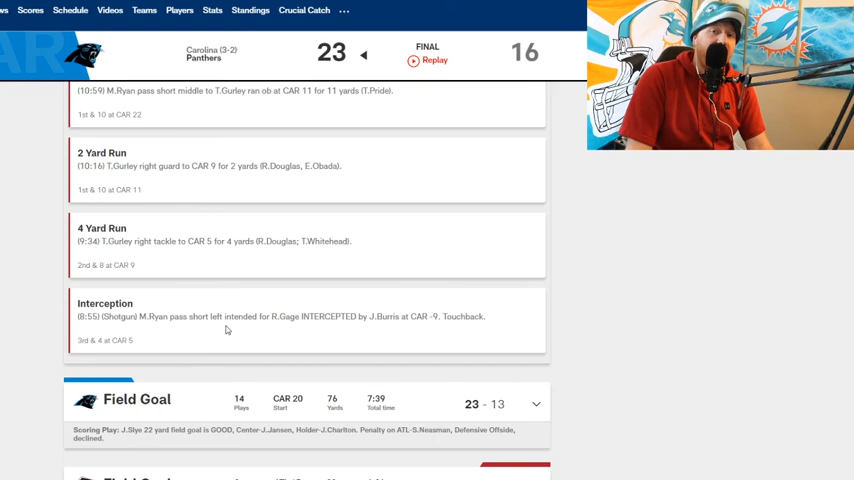 Scores Schedule Videos Teams Players Stats Standings Crucial Catch ...
CAR
Carolina (3-2)
Panthers
23
FINAL
Replay
16
(10:59) M.Ryan pass short middle to T.Gurley ran ob at CAR 11 for 11 yards (T.Pride).
1st & 10 at CAR 22
2 Yard Run
(10:16) T.Gurley right guard to CAR 9 for 2 yards (R.Douglas, E.Obada).
1st & 10 at CAR 11
4 Yard Run
(9:34) T.Gurley right tackle to CAR 5 for 4 yards (R.Douglas; T.Whitehead).
2nd & 8 at CAR 9
Interception
(8:55) (Shotgun) M.Ryan pass short left intended for R.Gage INTERCEPTED by J.Burris at CAR -9. Touchback.
3rd & 4 at CAR 5
Field Goal
14
Plays
CAR 20
Start
76
Yards
7:39
Total time
23 - 13
Scoring Play: J.Slye 22 yard field goal is GOOD, Center-J.Jansen, Holder-J.Charlton. Penalty on ATL-S.Neasman, Defensive Offside,
declined.